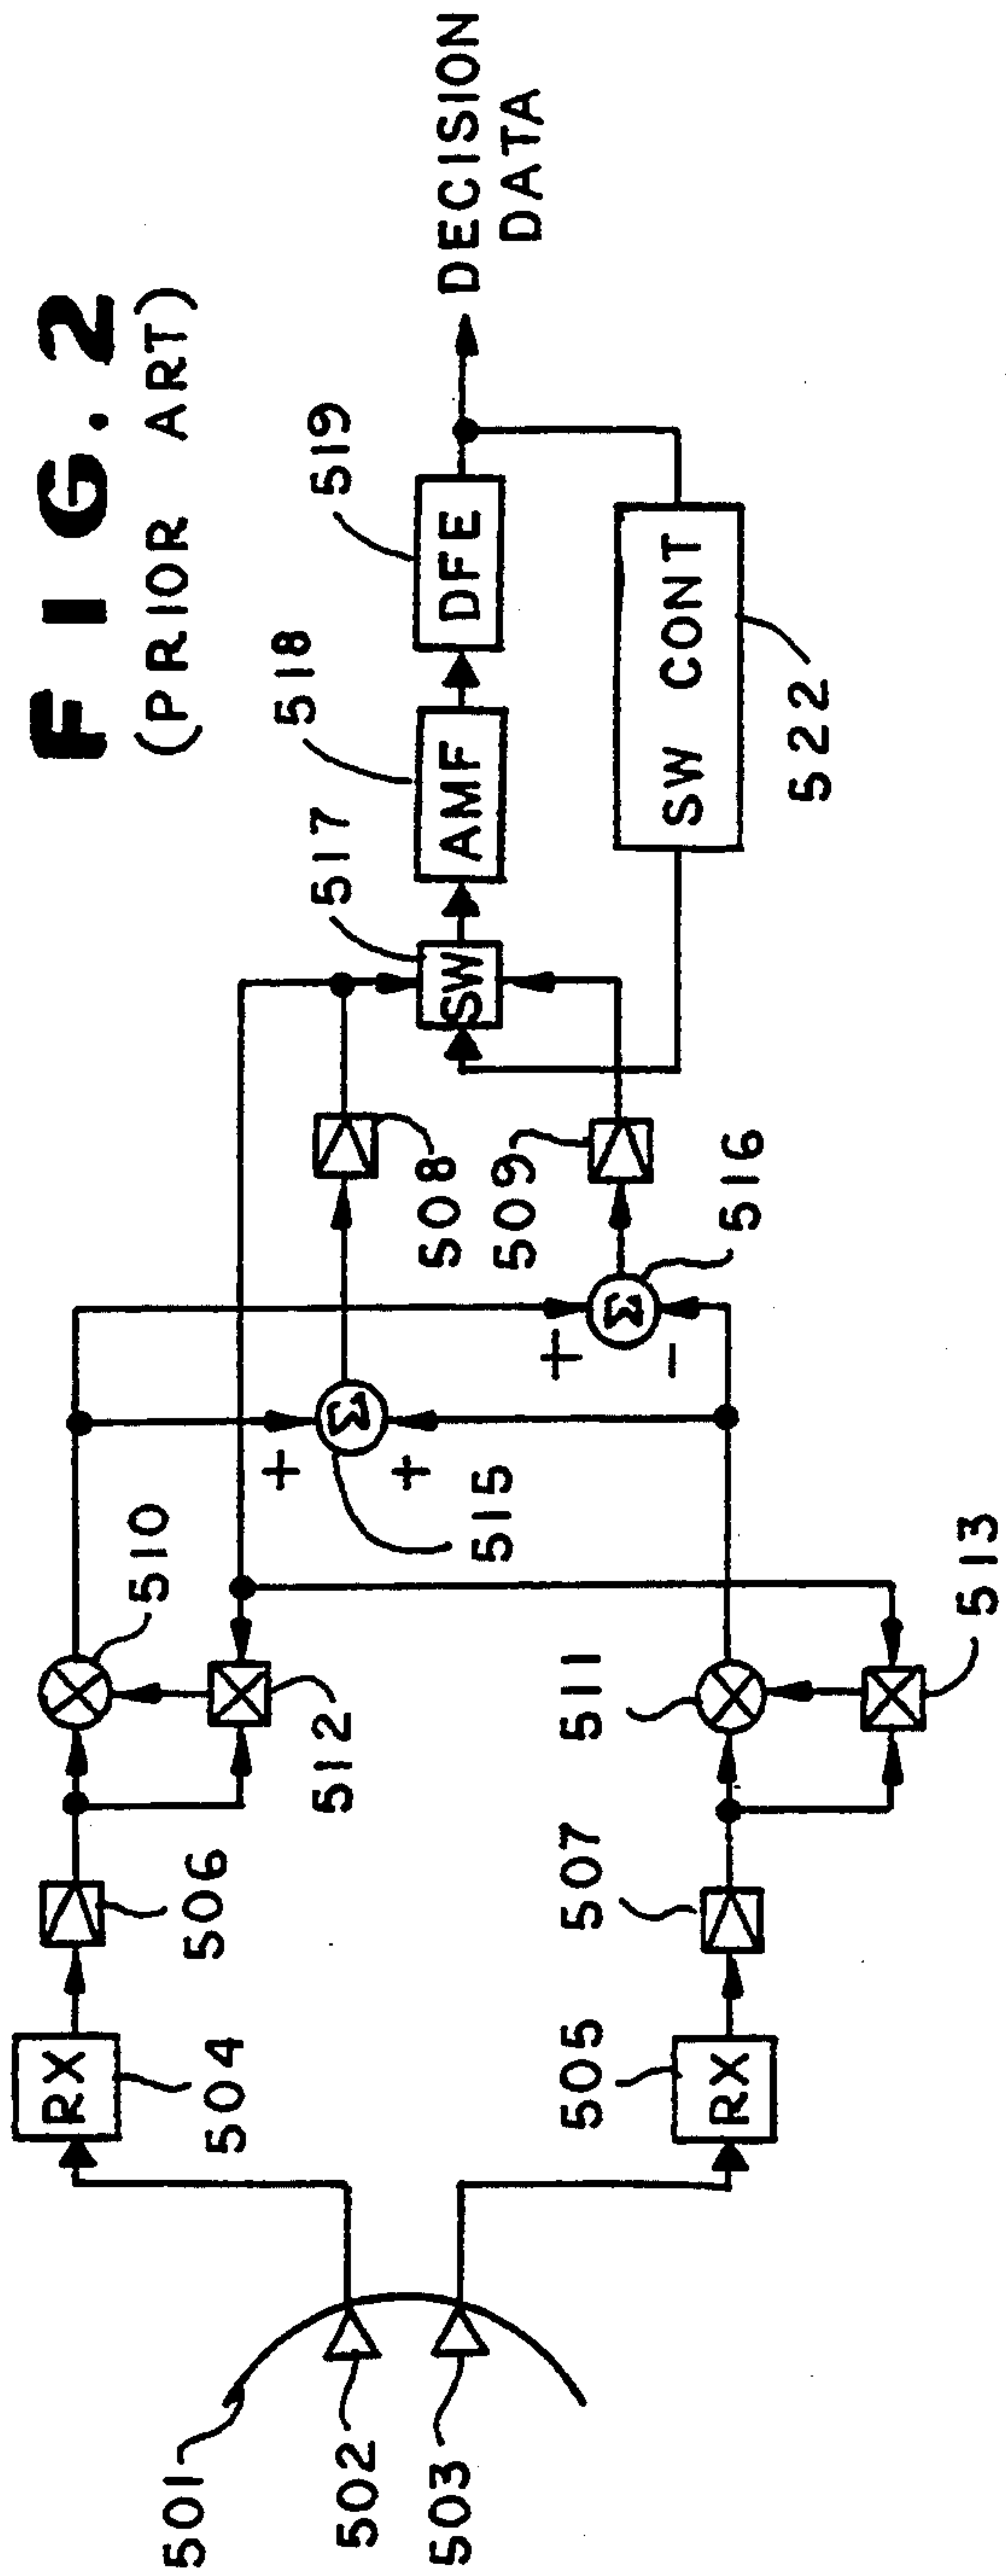 FIG. 2
(PRIOR ART)
501
502
503
RX
504
RX
505
506
507
510
512
511
513
+
+
Σ
515
+
-
Σ
516
508
509
SW
517
AMF
518
DFE
519
SW CONT
522
DECISION
DATA